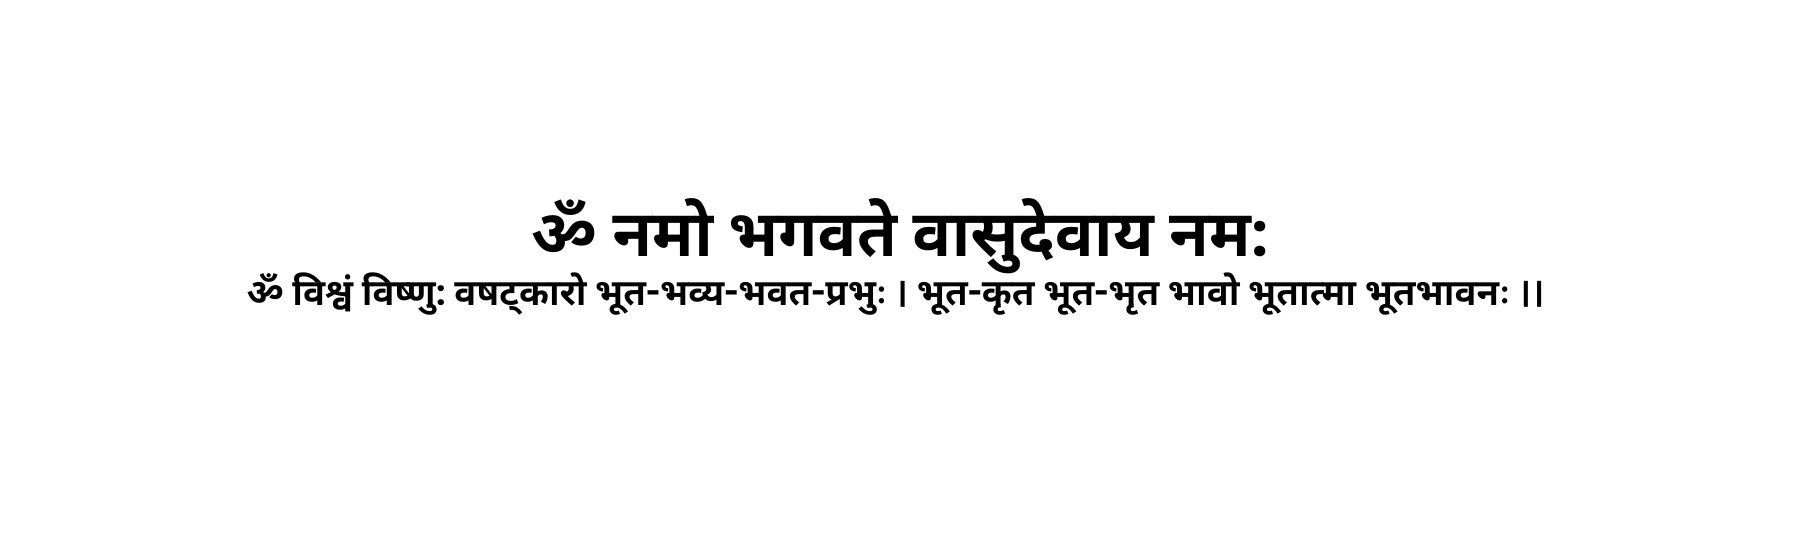 ॐ नमो भगवते वासुदेवाय नम:
ॐ विश्वं विष्णु: वषट्कारो भूत-भव्य-भवत-प्रभुः । भूत-कृत भूत-भृत भावो भूतात्मा भूतभावनः ।।